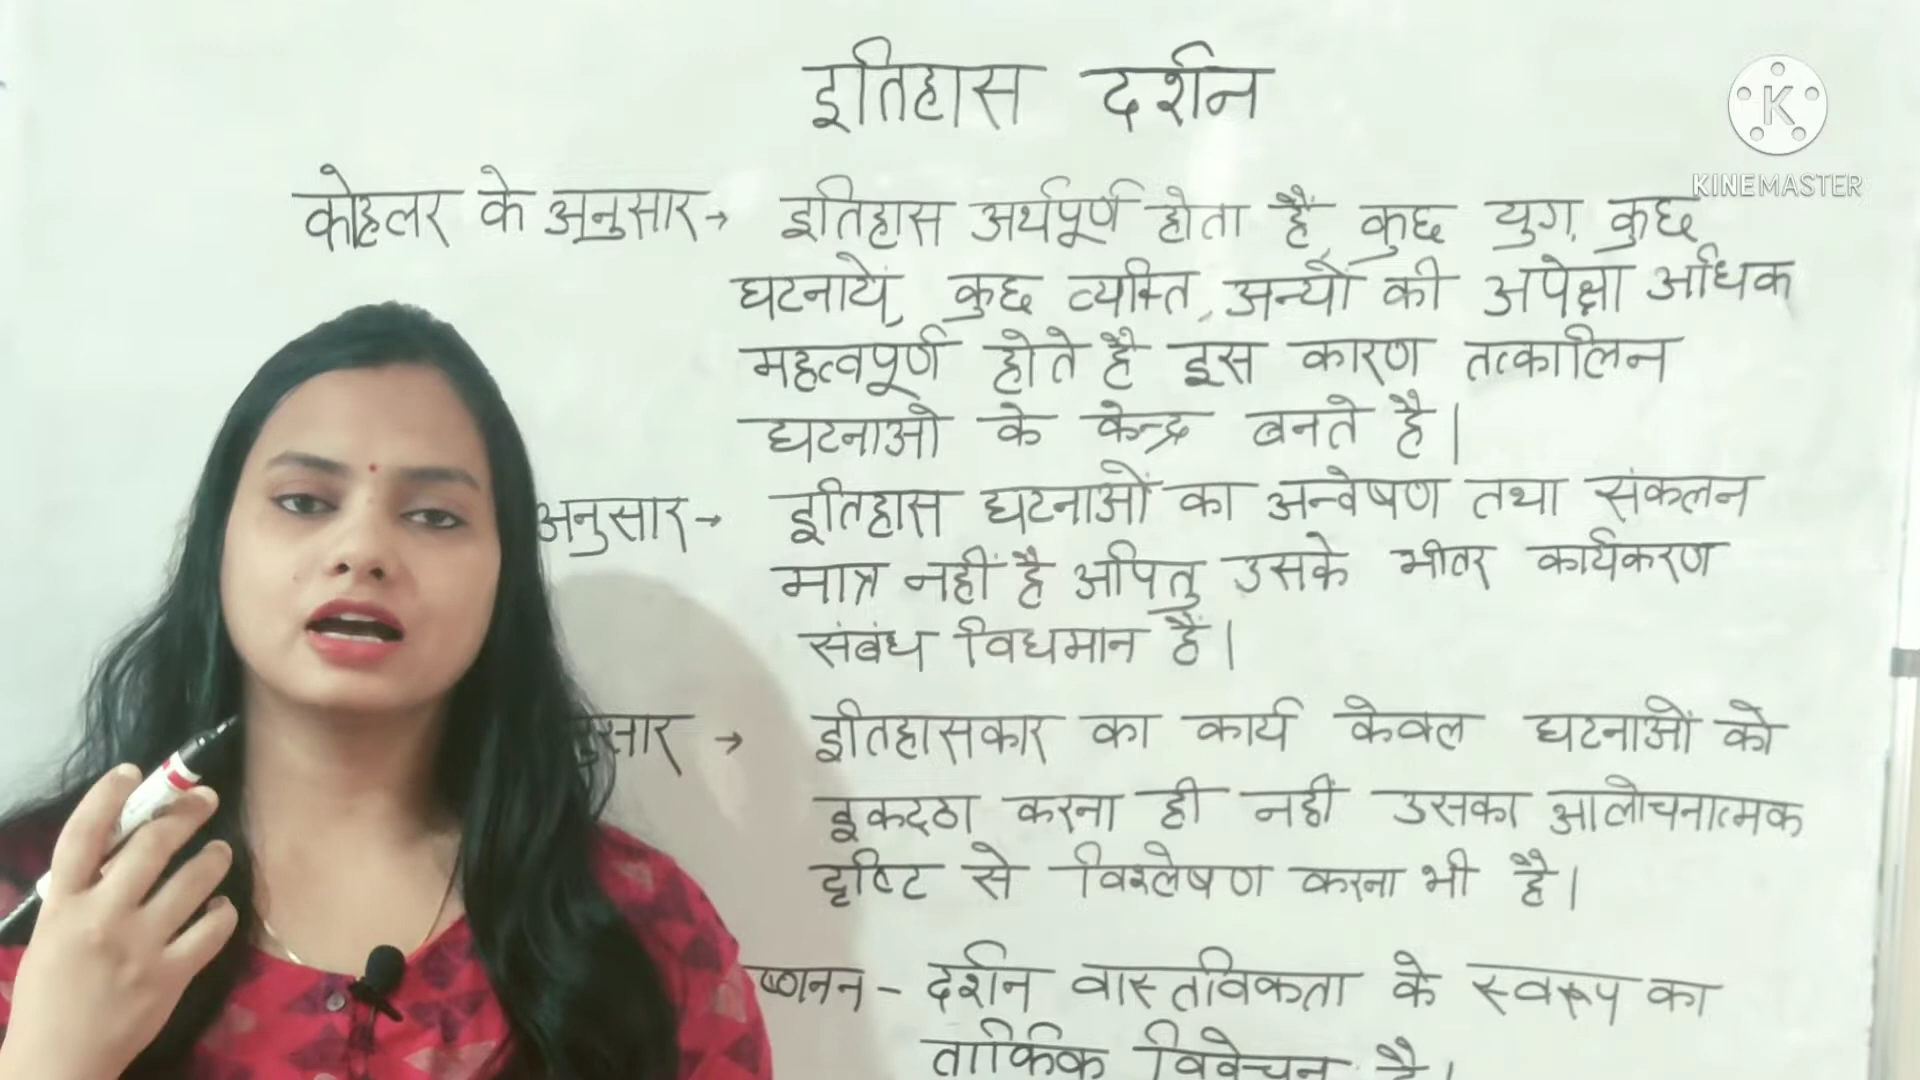 इतिहास दर्शन
KINEMASTER
कोहलर के अनुसार → इतिहास अर्थपूर्ण होता है, कुछ युग, कुछ
घटनायें, कुछ व्यक्ति, अन्यों की अपेक्षा अधिक
महत्वपूर्ण होते है इस कारण तत्कालिन
घटनाओ के केन्द्र बनते है।
अनुसार → इतिहास घटनाओं का अन्वेषण तथा संकलन
मात्र नहीं है अपितु उसके भीतर कार्यकरण
संबंध विधमान है।
→ इतिहासकार का कार्य केवल घटनाओं को
इकट्ठा करना ही नहीं उसका आलोचनात्मक
दृष्टि से विश्लेषण करना भी है।
- दर्शन वास्तविकता के स्वरूप का
तार्किक विवेचन है।